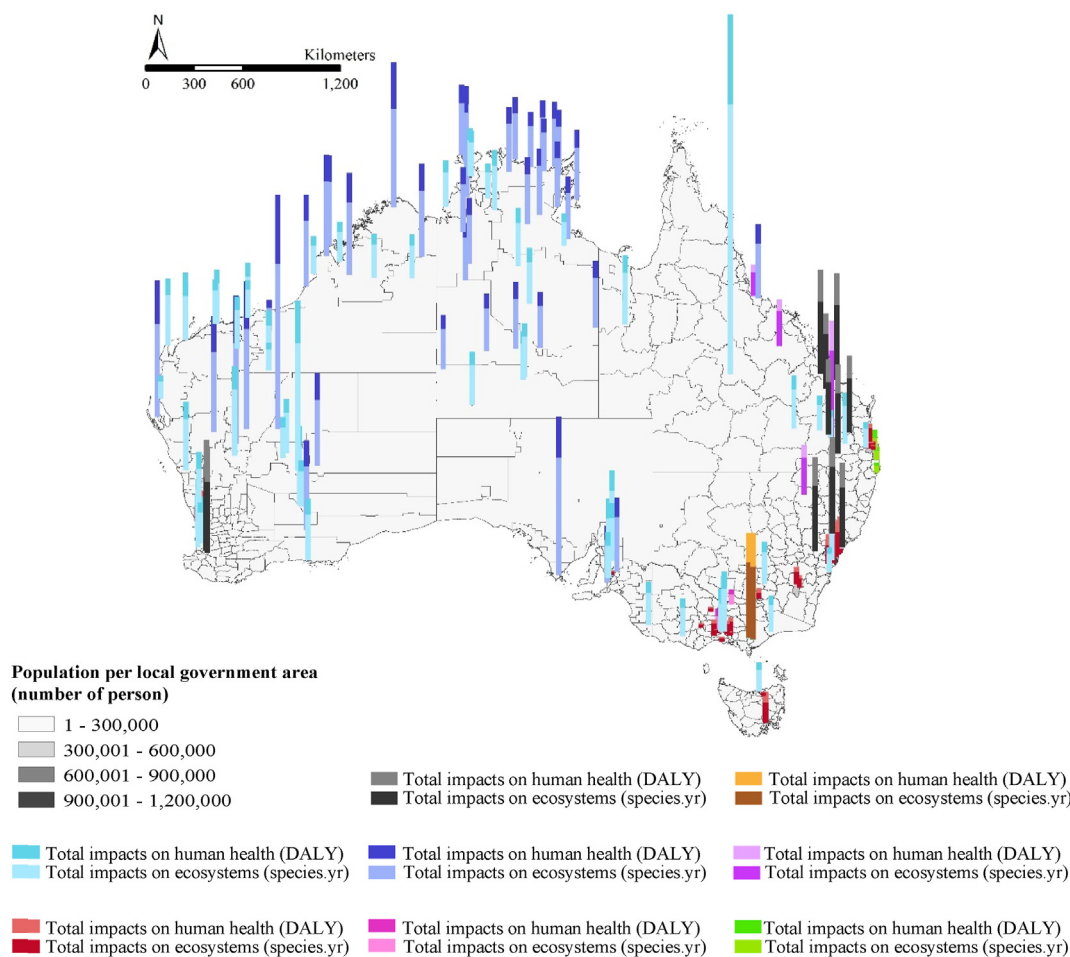 N
Kilometers
0 300 600 1,200
Population per local government area
(number of person)
1 - 300,000
300,001 - 600,000
600,001 - 900,000
900,001 - 1,200,000
Total impacts on human health (DALY)
Total impacts on ecosystems (species.yr)
Total impacts on human health (DALY)
Total impacts on ecosystems (species.yr)
Total impacts on human health (DALY)
Total impacts on ecosystems (species.yr)
Total impacts on human health (DALY)
Total impacts on ecosystems (species.yr)
Total impacts on human health (DALY)
Total impacts on ecosystems (species.yr)
Total impacts on human health (DALY)
Total impacts on ecosystems (species.yr)
Total impacts on human health (DALY)
Total impacts on ecosystems (species.yr)
Total impacts on human health (DALY)
Total impacts on ecosystems (species.yr)